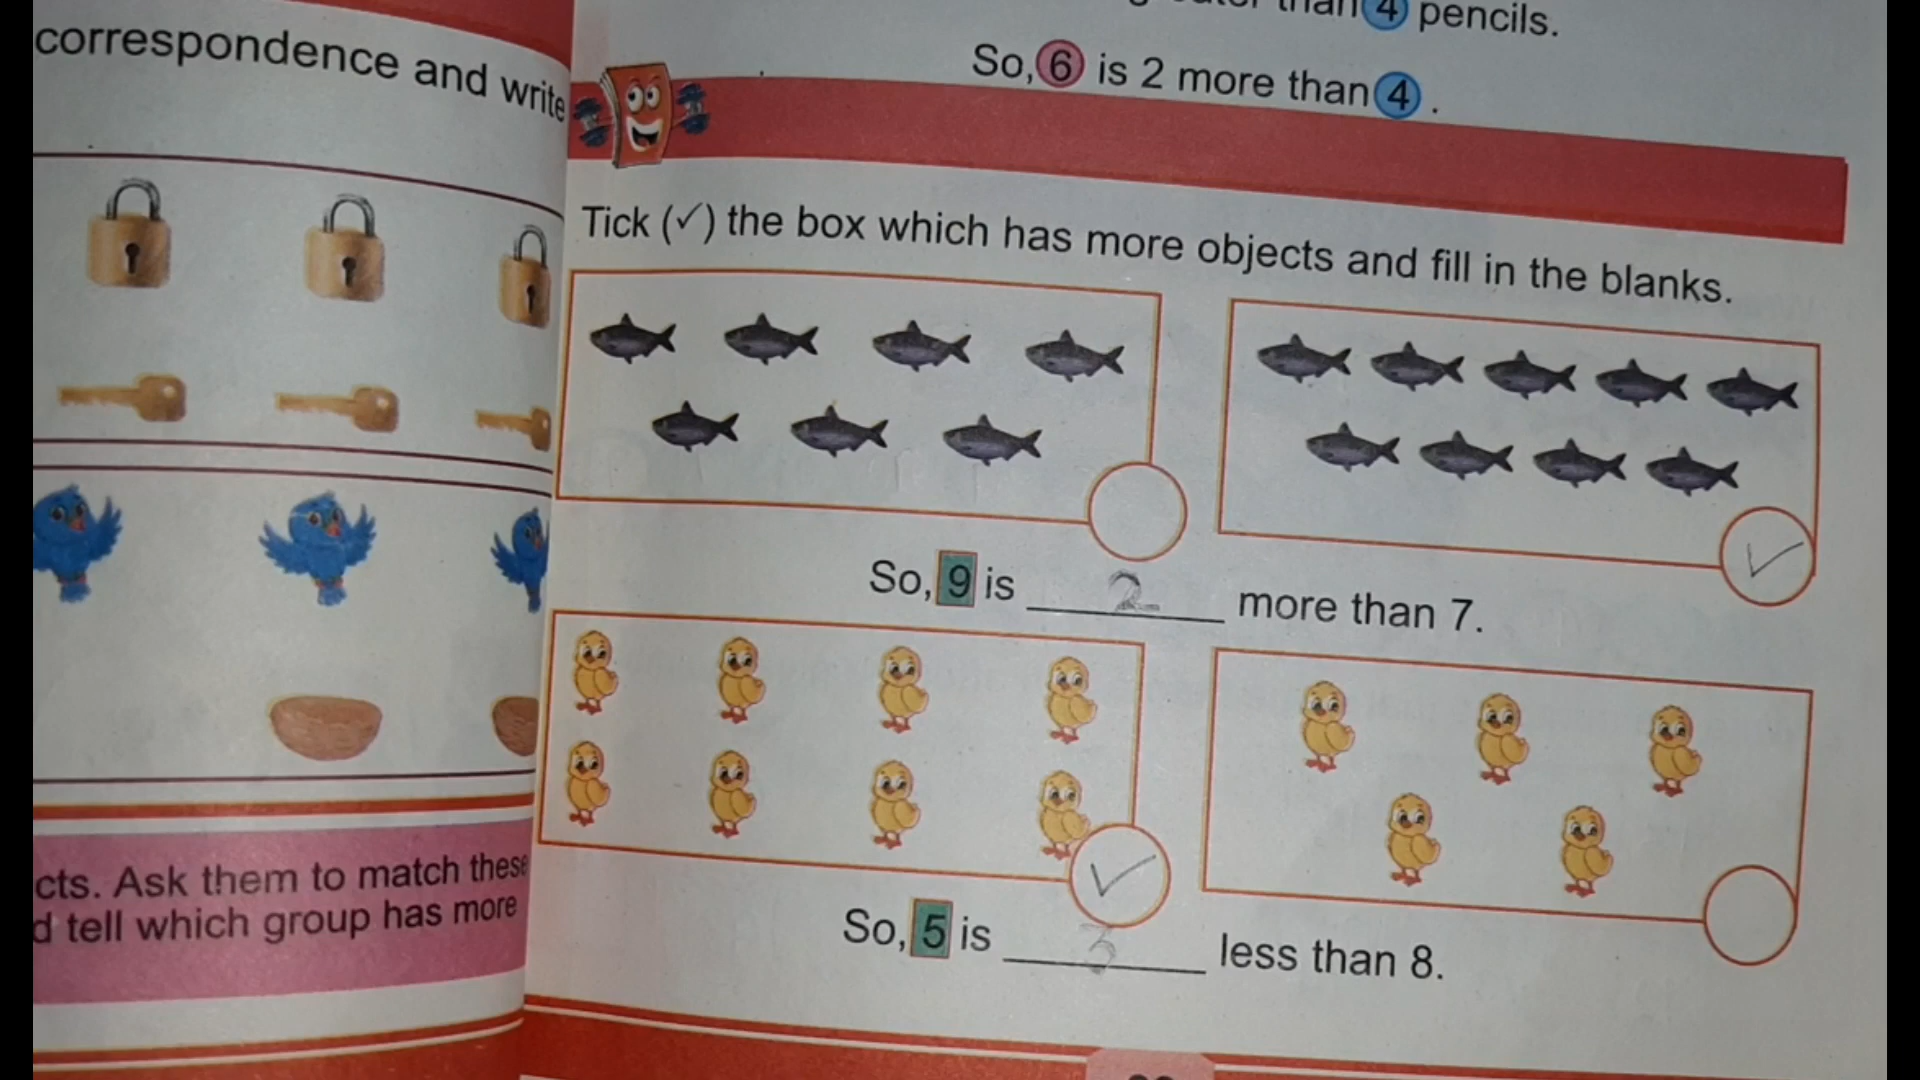 correspondence and write
cts. Ask them to match these
d tell which group has more
than 4 pencils.
So, 6 is 2 more than 4.
Tick (✓) the box which has more objects and fill in the blanks.
So, 9 is 2 more than 7.
So, 5 is 3 less than 8.